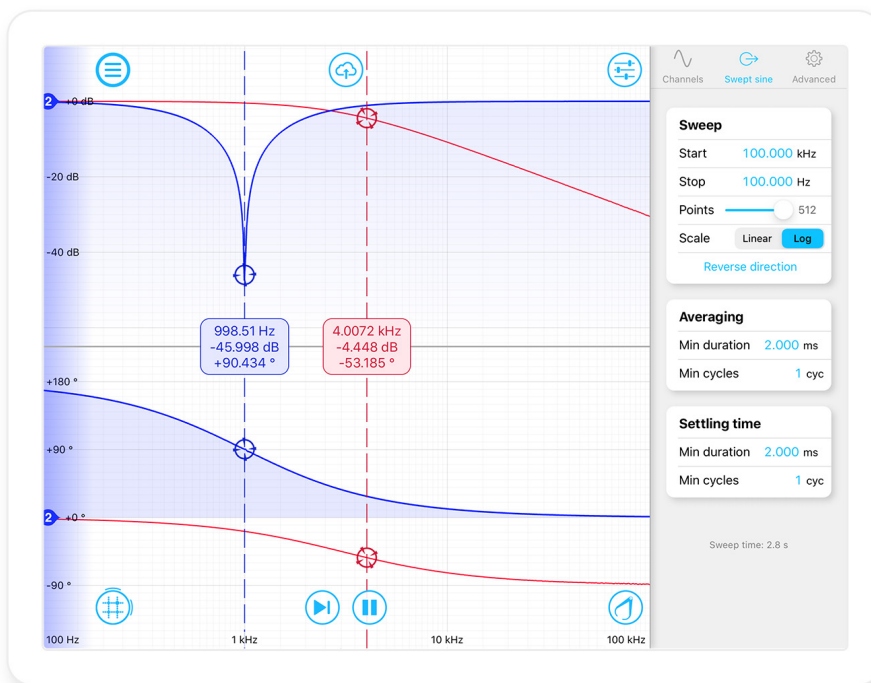 Channels
Swept sine
Advanced
2
+0 dB
-20 dB
-40 dB
998.51 Hz
-45.998 dB
+90.434 °
4.0072 kHz
-4.448 dB
-53.185 °
+180 °
+90 °
2
+0 °
-90 °
100 Hz
1 kHz
10 kHz
100 kHz
Sweep
Start 100.000 kHz
Stop 100.000 Hz
Points 512
Scale Linear Log
Reverse direction
Averaging
Min duration 2.000 ms
Min cycles 1 cyc
Settling time
Min duration 2.000 ms
Min cycles 1 cyc
Sweep time: 2.8 s